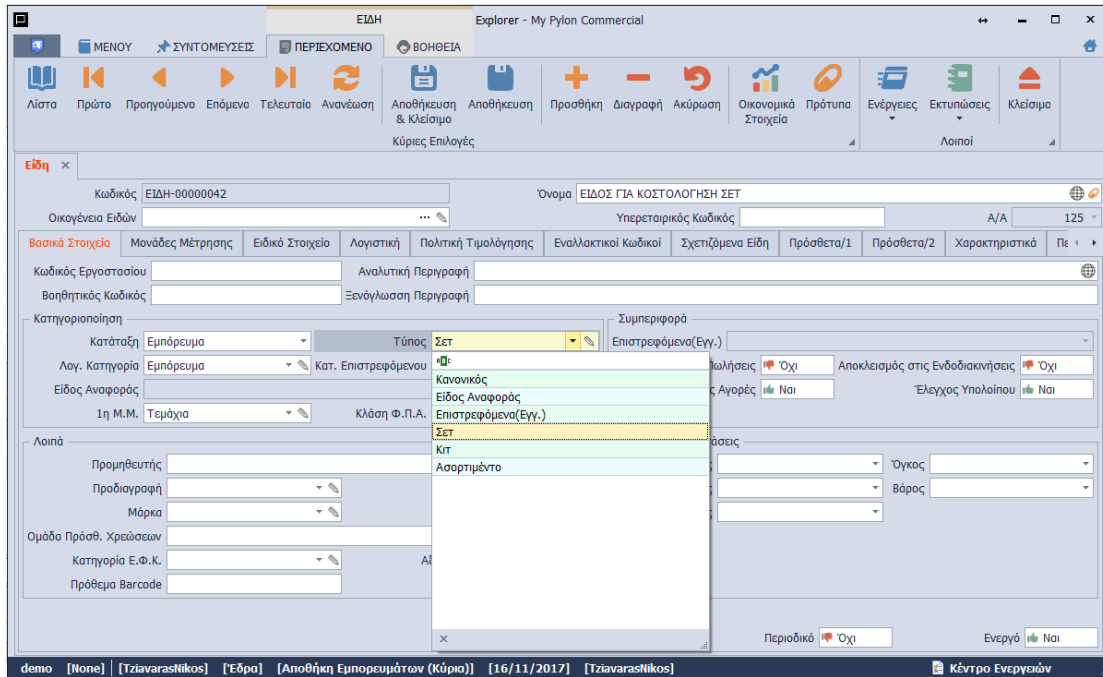 ΕΙΔΗ Explorer - My Pylon Commercial
ΜΕΝΟΥ ΣΥΝΤΟΜΕΥΣΕΙΣ ΠΕΡΙΕΧΟΜΕΝΟ ΒΟΗΘΕΙΑ
Λίστα Πρώτο Προηγούμενο Επόμενο Τελευταίο Ανανέωση Αποθήκευση & Κλείσιμο Αποθήκευση Προσθήκη Διαγραφή Ακύρωση Οικονομικά Στοιχεία Πρότυπα Ενέργειες Εκτυπώσεις Κλείσιμο
Κύριες Επιλογές Λοιποί
Είδη
Κωδικός ΕΙΔΗ-00000042 Όνομα ΕΙΔΟΣ ΓΙΑ ΚΟΣΤΟΛΟΓΗΣΗ ΣΕΤ
Οικογένεια Ειδών Υπερεταιρικός Κωδικός Α/Α 125
Βασικά Στοιχεία Μονάδες Μέτρησης Ειδικό Στοιχείο Λογιστική Πολιτική Τιμολόγησης Εναλλακτικοί Κωδικοί Σχετιζόμενα Είδη Πρόσθετα/1 Πρόσθετα/2 Χαρακτηριστικά Πε
Κωδικός Εργοστασίου Αναλυτική Περιγραφή
Βοηθητικός Κωδικός Ξενόγλωσση Περιγραφή
Κατηγοριοποίηση Συμπεριφορά
Κατάταξη Εμπόρευμα Τύπος Σετ Επιστρεφόμενα(Εγγ.)
Λογ. Κατηγορία Εμπόρευμα Κατ. Επιστρεφόμενου ωλήσεις Όχι Αποκλεισμός στις Ενδοδιακινήσεις Όχι
Κανονικός
Είδος Αναφοράς Είδος Αναφοράς ς Αγορές Ναι Έλεγχος Υπολοίπου Ναι
1η Μ.Μ. Τεμάχια Κλάση Φ.Π.Α. Επιστρεφόμενα(Εγγ.)
Σετ
Λοιπά Κιτ άσεις
Προμηθευτής Ασορτιμέντο ς Όγκος
Προδιαγραφή ς Βάρος
Μάρκα ς
Ομάδα Πρόσθ. Χρεώσεων
Κατηγορία Ε.Φ.Κ.
Πρόθεμα Barcode
Περιοδικό Όχι Ενεργό Ναι
demo [None] [TziavarasNikos] [Έδρα] [Αποθήκη Εμπορευμάτων (Κύρια)] [16/11/2017] [TziavarasNikos] Κέντρο Ενεργειών